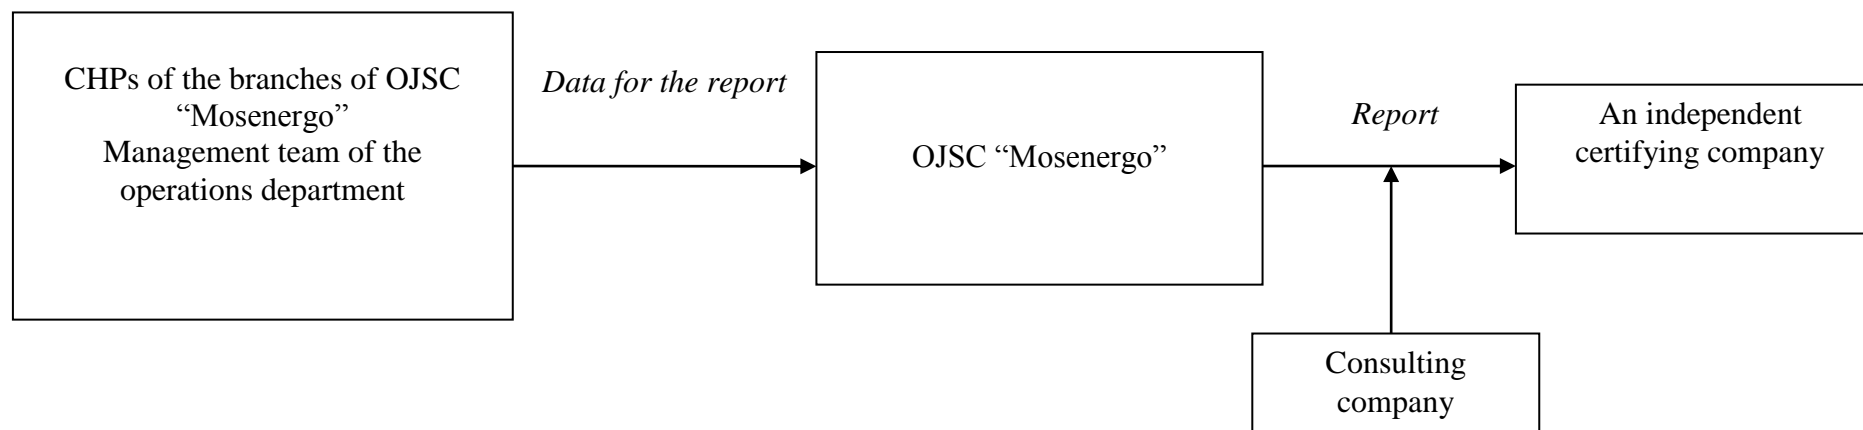 CHPs of the branches of OJSC
“Mosenergo”
Management team of the
operations department
Data for the report
OJSC “Mosenergo”
Report
An independent
certifying company
Consulting
company